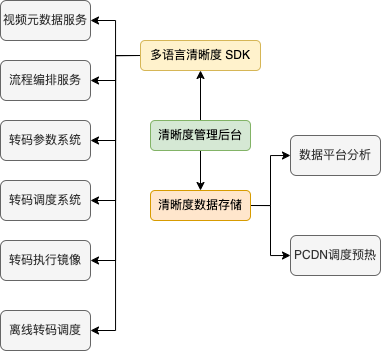 视频元数据服务
流程编排服务
转码参数系统
转码调度系统
转码执行镜像
离线转码调度
多语言清晰度 SDK
清晰度管理后台
清晰度数据存储
数据平台分析
PCDN调度预热